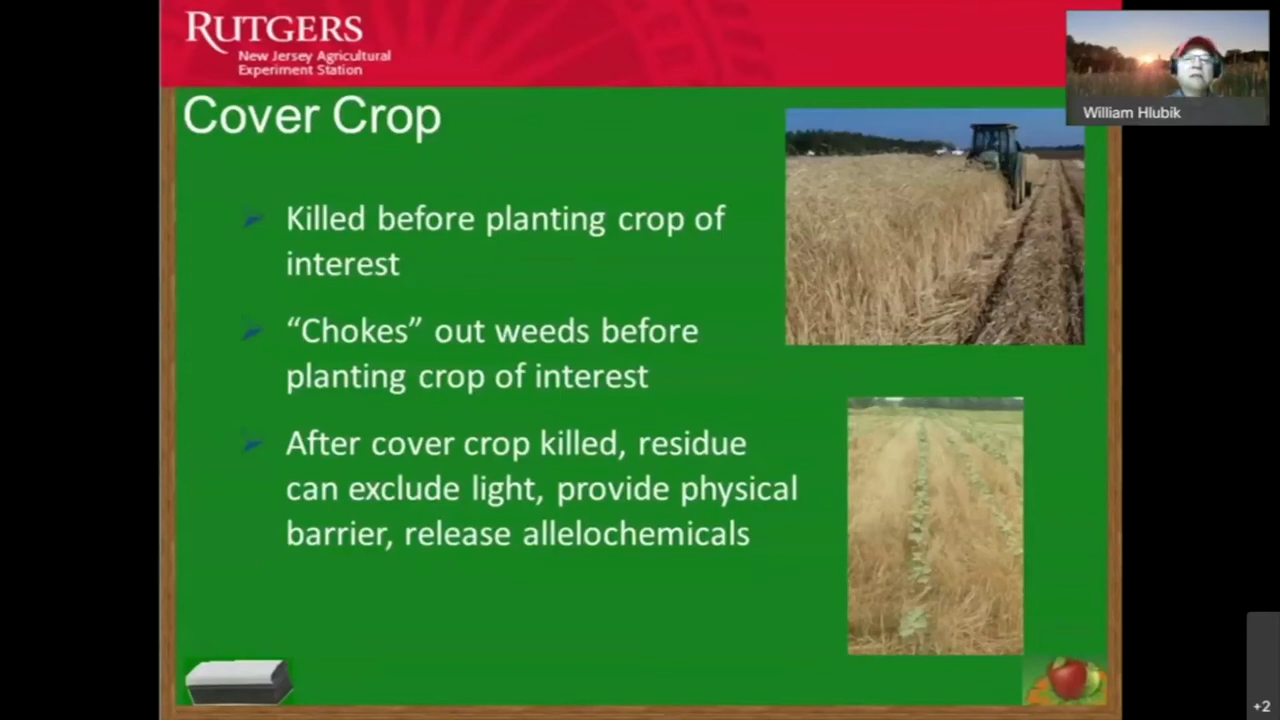 RUTGERS
New Jersey Agricultural
Experiment Station
William Hlubik
Cover Crop
Killed before planting crop of
interest
“Chokes” out weeds before
planting crop of interest
After cover crop killed, residue
can exclude light, provide physical
barrier, release allelochemicals
+2